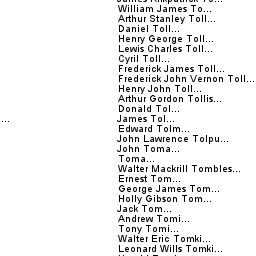 William James To...
Arthur Stanley Toll...
Daniel Toll...
Henry George Toll...
Lewis Charles Toll...
Cyril Toll...
Frederick James Toll...
Frederick John Vernon Toll...
Henry John Toll...
Arthur Gordon Tollis...
Donald Tol...
... James Tol...
Edward Tolm...
John Lawrence Tolpu...
John Toma...
Toma...
Walter Mackrill Tombles...
Ernest Tom...
George James Tom...
Holly Gibson Tom...
Jack Tom...
Andrew Tomi...
Tony Tomi...
Walter Eric Tomki...
Leonard Wills Tomki...